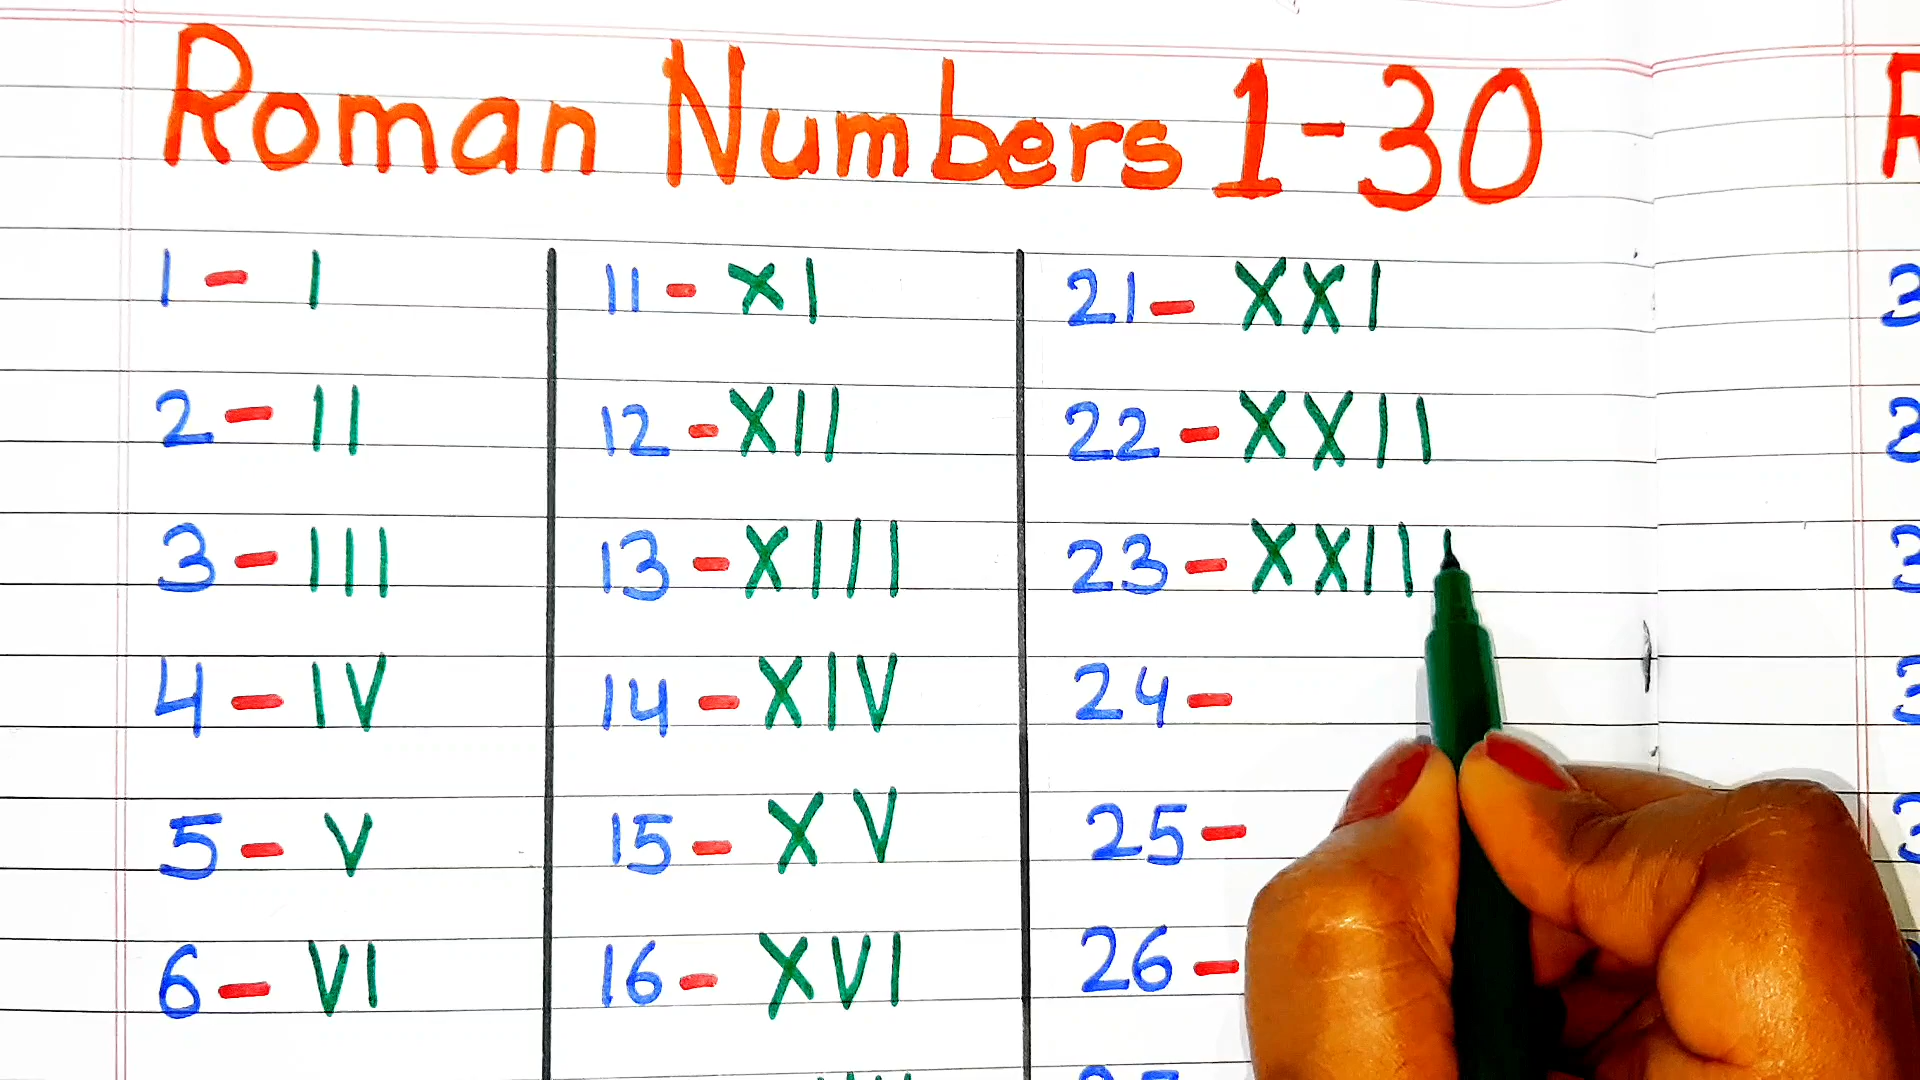 Roman Numbers 1-30
1 - I
2 - II
3 - III
4 - IV
5 - V
6 - VI
11 - XI
12 - XII
13 - XIII
14 - XIV
15 - XV
16 - XVI
21 - XXI
22 - XXII
23 - XXIII
24 -
25 -
26 -